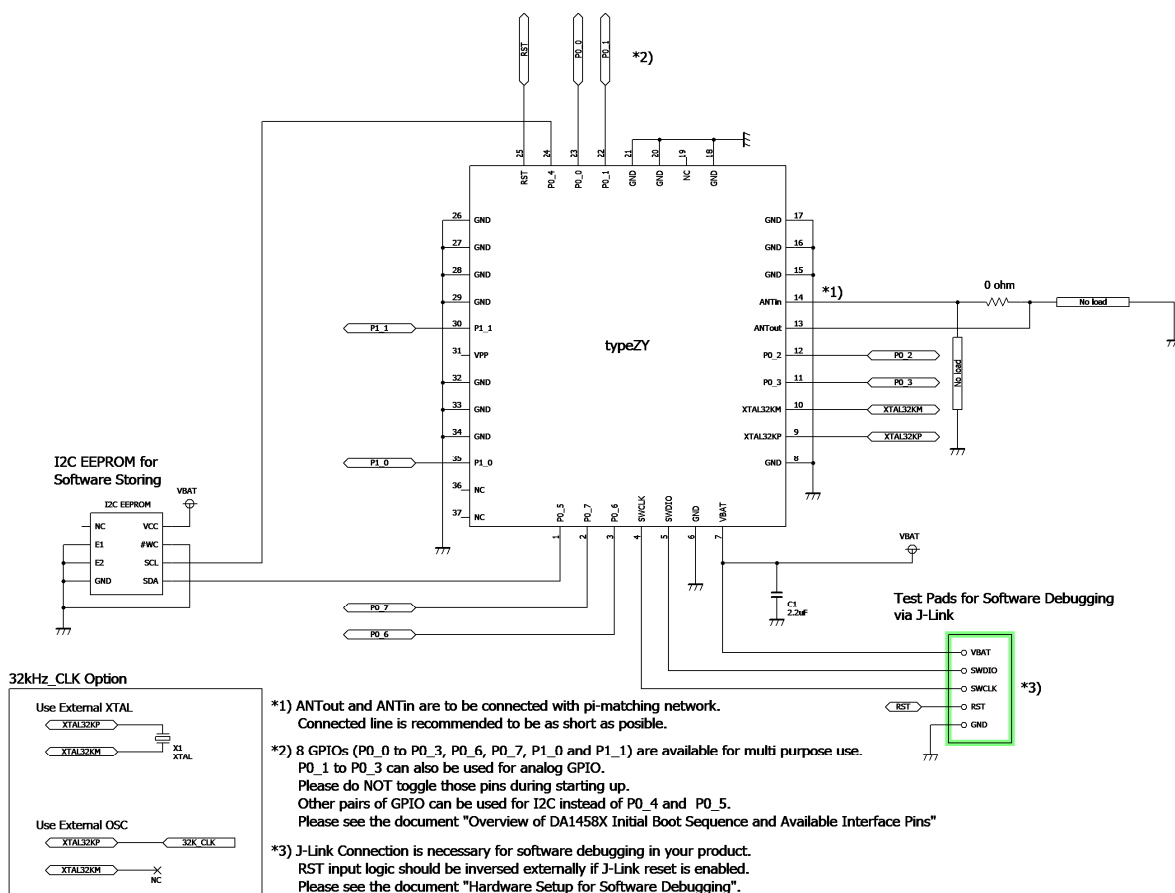 RST
P0_0
P0_1
*2)
25
24
23
22
21
20
19
18
RST
P0_4
P0_0
P0_1
GND
GND
NC
GND
26 GND
27 GND
28 GND
29 GND
P1_1
30 P1_1
31 VPP
32 GND
33 GND
34 GND
P1_0
35 P1_0
36 NC
37 NC
typeZY
GND 17
GND 16
GND 15
ANTin 14
*1)
0 ohm
No load
ANTout 13
No load
P0_2 12
P0_2
P0_3 11
P0_3
XTAL32KM 10
XTAL32KM
XTAL32KP 9
XTAL32KP
GND 8
P0_5
P0_7
P0_6
SWCLK
SWDIO
GND
VBAT
1
2
3
4
5
6
7
I2C EEPROM for
Software Storing
VBAT
I2C EEPROM
NC VCC
E1 #WC
E2 SCL
GND SDA
P0_7
P0_6
VBAT
C1
2.2uF
Test Pads for Software Debugging
via J-Link
VBAT
SWDIO
SWCLK
*3)
RST
RST
GND
32kHz_CLK Option
Use External XTAL
XTAL32KP
XTAL32KM
X1
XTAL
Use External OSC
XTAL32KP
32K_CLK
XTAL32KM
NC
*1) ANTout and ANTin are to be connected with pi-matching network.
Connected line is recommended to be as short as posible.
*2) 8 GPIOs (P0_0 to P0_3, P0_6, P0_7, P1_0 and P1_1) are available for multi purpose use.
P0_1 to P0_3 can also be used for analog GPIO.
Please do NOT toggle those pins during starting up.
Other pairs of GPIO can be used for I2C instead of P0_4 and P0_5.
Please see the document "Overview of DA1458X Initial Boot Sequence and Available Interface Pins"
*3) J-Link Connection is necessary for software debugging in your product.
RST input logic should be inversed externally if J-Link reset is enabled.
Please see the document "Hardware Setup for Software Debugging".